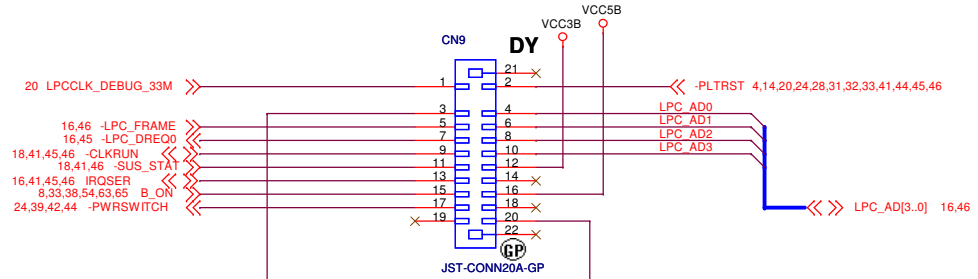 VCC5B
VCC3B
CN9
DY
21
20 LPCCLK_DEBUG_33M 1 2 -PLTRST 4,14,20,24,28,31,32,33,41,44,45,46
3 4 LPC_AD0
16,46 -LPC_FRAME 5 6 LPC_AD1
16,45 -LPC_DREQ0 7 8 LPC_AD2
18,41,45,46 -CLKRUN 9 10 LPC_AD3
18,41,46 -SUS_STAT 11 12
16,41,45,46 IRQSER 13 14
8,33,38,54,63,65 B_ON 15 16
24,39,42,44 -PWRSWITCH 17 18 LPC_AD[3..0] 16,46
19 20
22
GP
JST-CONN20A-GP